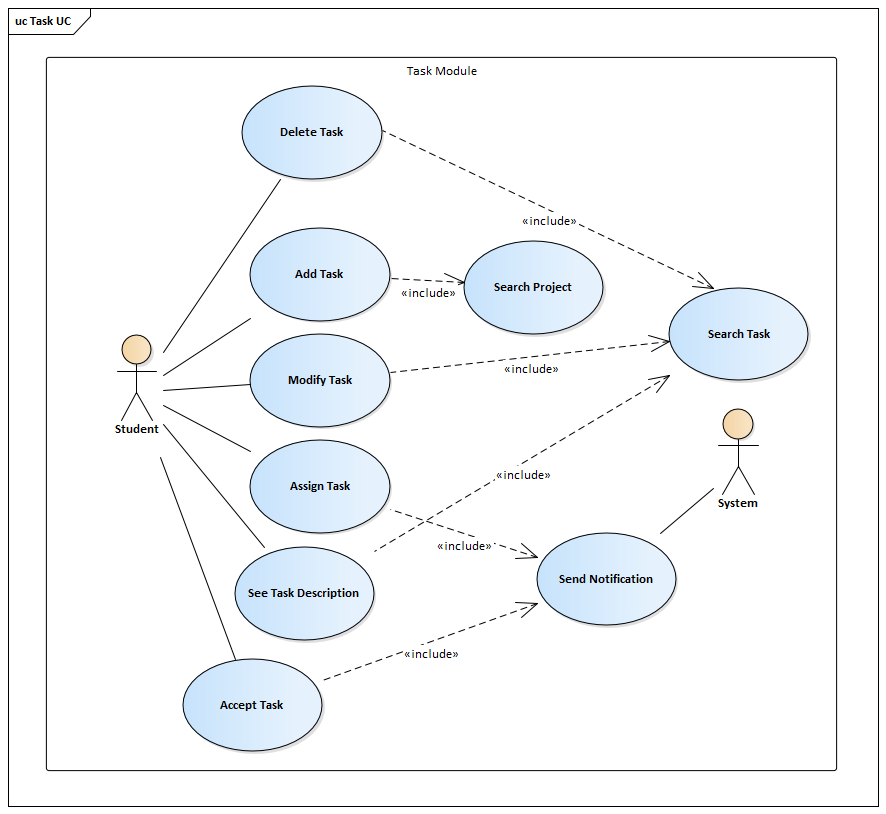 uc Task UC
Task Module
Delete Task
«include»
Add Task
Search Project
«include»
Search Task
Modify Task
«include»
Student
Assign Task
«include»
System
«include»
See Task Description
Send Notification
«include»
Accept Task